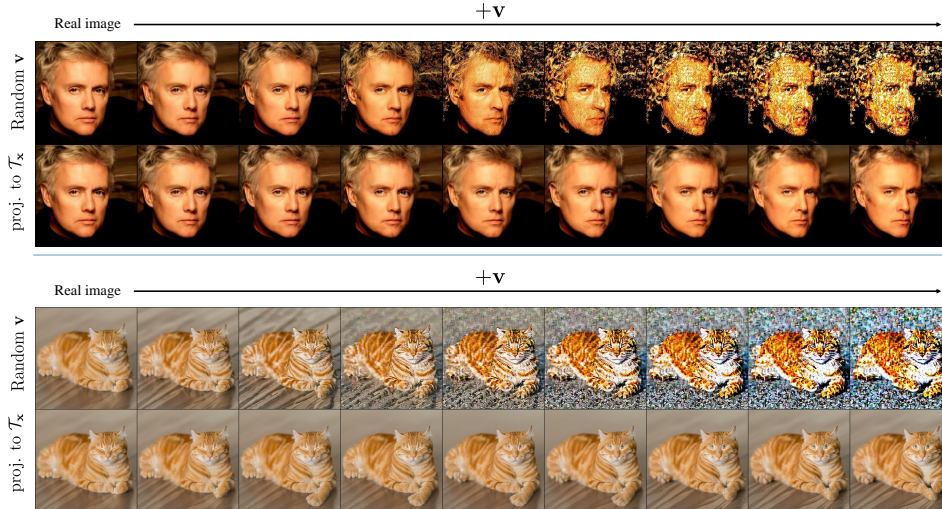 +v
Real image
Random v
proj. to 𝒯ₓ
+v
Real image
Random v
proj. to 𝒯ₓ